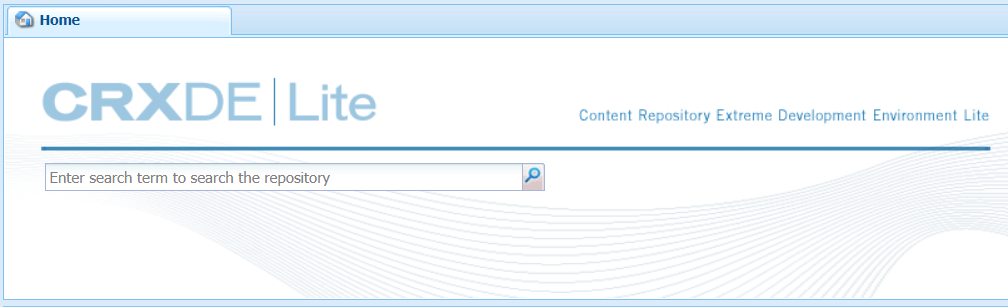 Home
CRXDE | Lite
Content Repository Extreme Development Environment Lite
Enter search term to search the repository